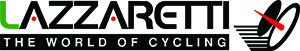 LAZZARETTI
THE WORLD OF CYCLING